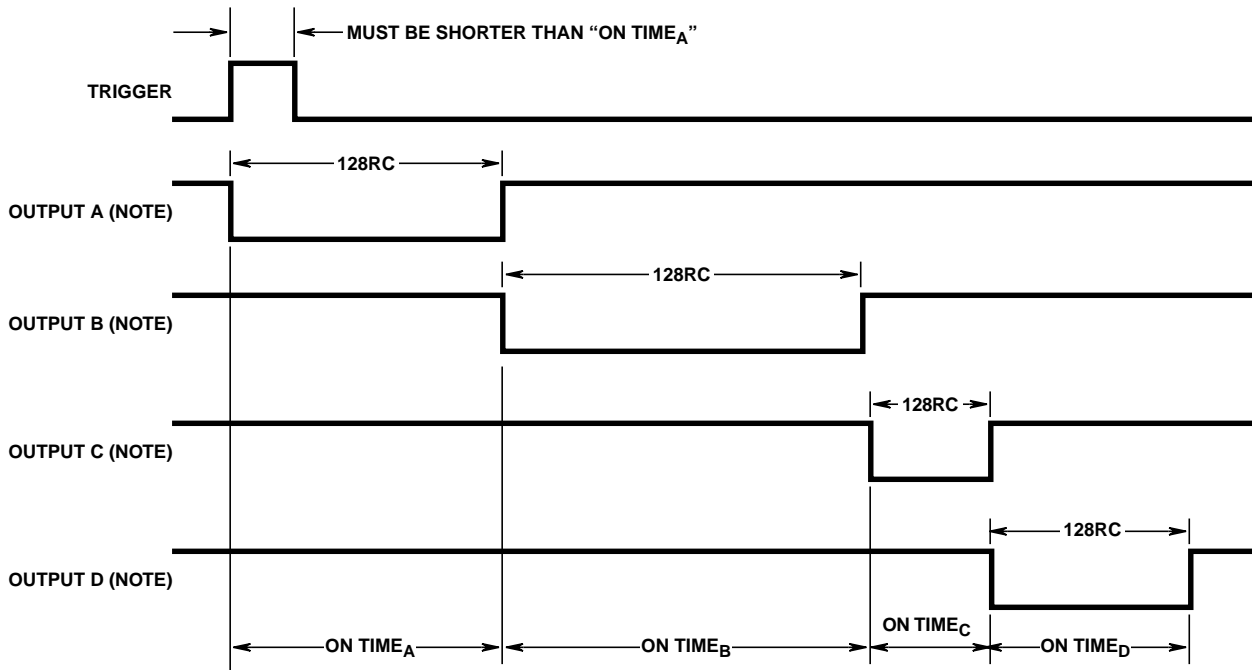 MUST BE SHORTER THAN “ON TIMEA”
TRIGGER
128RC
OUTPUT A (NOTE)
128RC
OUTPUT B (NOTE)
128RC
OUTPUT C (NOTE)
128RC
OUTPUT D (NOTE)
ON TIMEA
ON TIMEB
ON TIMEC
ON TIMED